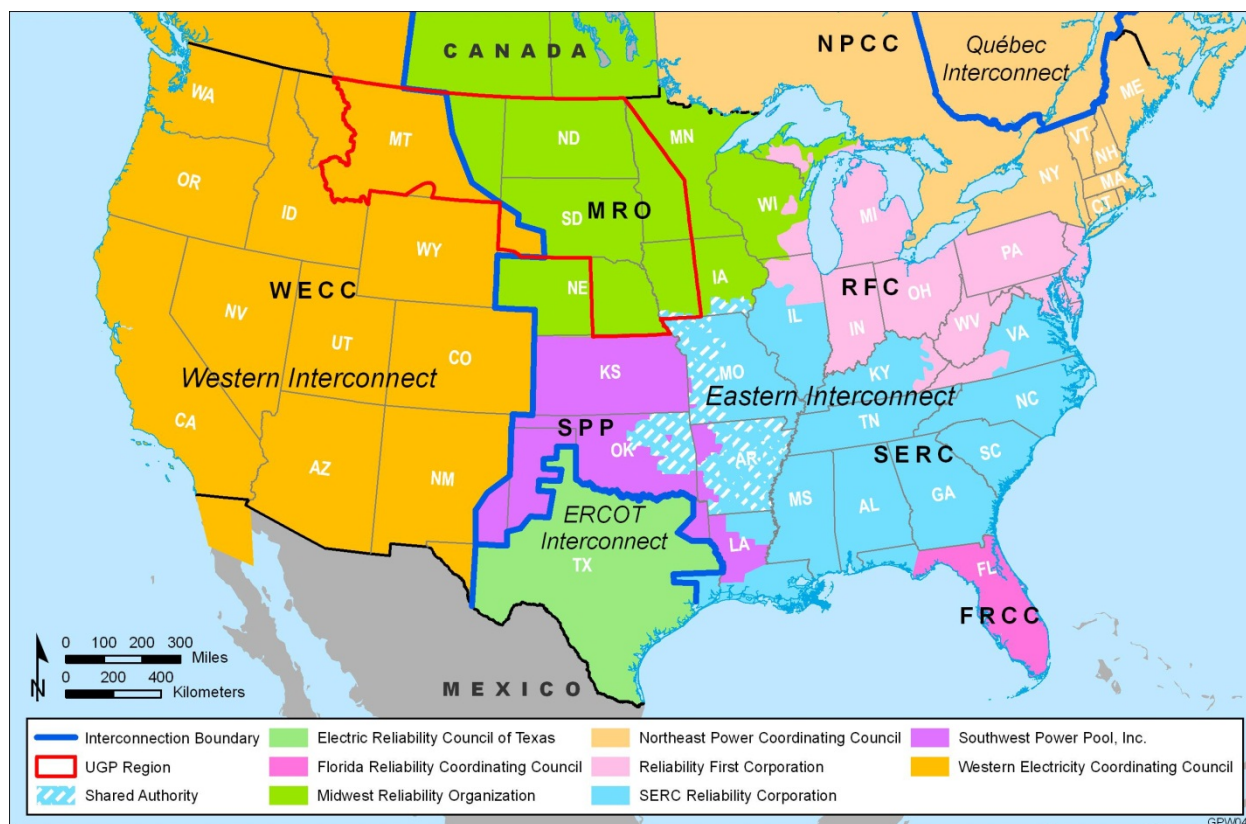 CANADA
NPCC
Québec
Interconnect
WA
MT
ND
MN
ME
VT
NH
OR
ID
SD
MRO
WI
MI
NY
MA
CT
WY
WECC
NE
IA
RFC
PA
NV
UT
CO
IL
IN
OH
WV
VA
Western Interconnect
KS
MO
KY
Eastern Interconnect
CA
SPP
OK
AR
TN
NC
AZ
NM
SERC
SC
MS
AL
GA
ERCOT
Interconnect
TX
LA
FL
FRCC
0 100 200 300
Miles
0 200 400
Kilometers
N
MEXICO
Interconnection Boundary
UGP Region
Shared Authority
Electric Reliability Council of Texas
Florida Reliability Coordinating Council
Midwest Reliability Organization
Northeast Power Coordinating Council
Reliability First Corporation
SERC Reliability Corporation
Southwest Power Pool, Inc.
Western Electricity Coordinating Council
GPW04